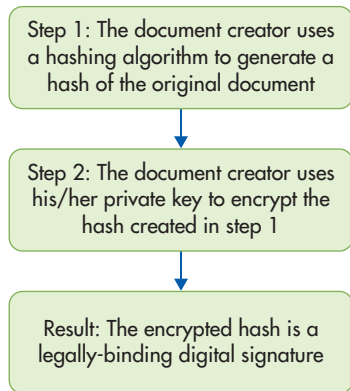 Step 1: The document creator uses
a hashing algorithm to generate a
hash of the original document
Step 2: The document creator uses
his/her private key to encrypt the
hash created in step 1
Result: The encrypted hash is a
legally-binding digital signature